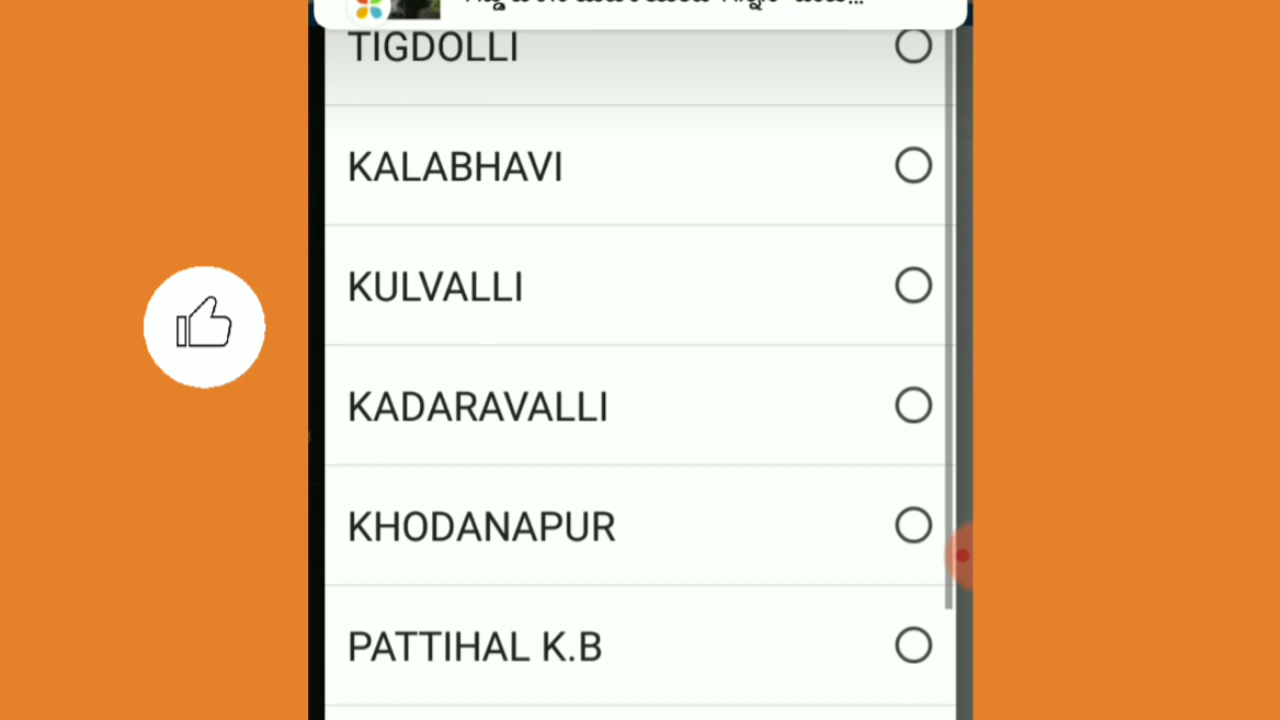 TIGDOLLI
KALABHAVI
KULVALLI
KADARAVALLI
KHODANAPUR
PATTIHAL K.B